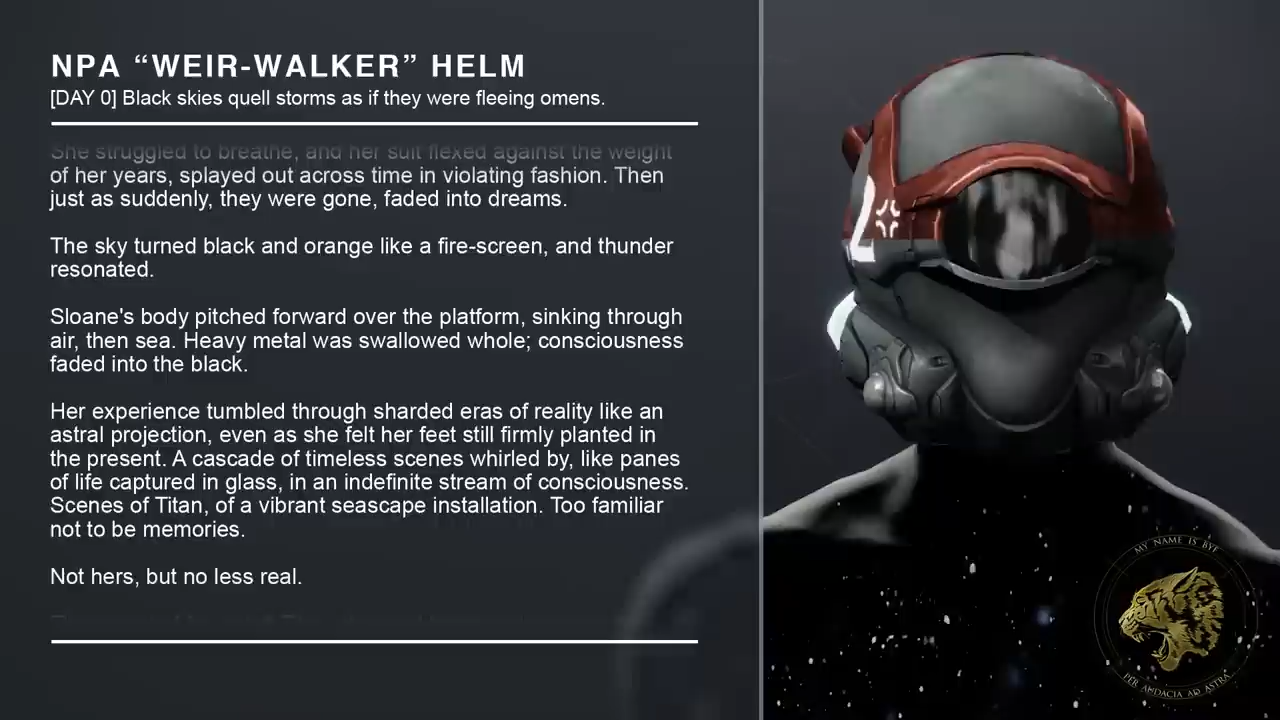 NPA “WEIR-WALKER” HELM
[DAY 0] Black skies quell storms as if they were fleeing omens.
She struggled to breathe, and her suit flexed against the weight
of her years, splayed out across time in violating fashion. Then
just as suddenly, they were gone, faded into dreams.
The sky turned black and orange like a fire-screen, and thunder
resonated.
Sloane's body pitched forward over the platform, sinking through
air, then sea. Heavy metal was swallowed whole; consciousness
faded into the black.
Her experience tumbled through sharded eras of reality like an
astral projection, even as she felt her feet still firmly planted in
the present. A cascade of timeless scenes whirled by, like panes
of life captured in glass, in an indefinite stream of consciousness.
Scenes of Titan, of a vibrant seascape installation. Too familiar
not to be memories.
Not hers, but no less real.
MY NAME IS BYF
PER AUDACIA AD ASTRA